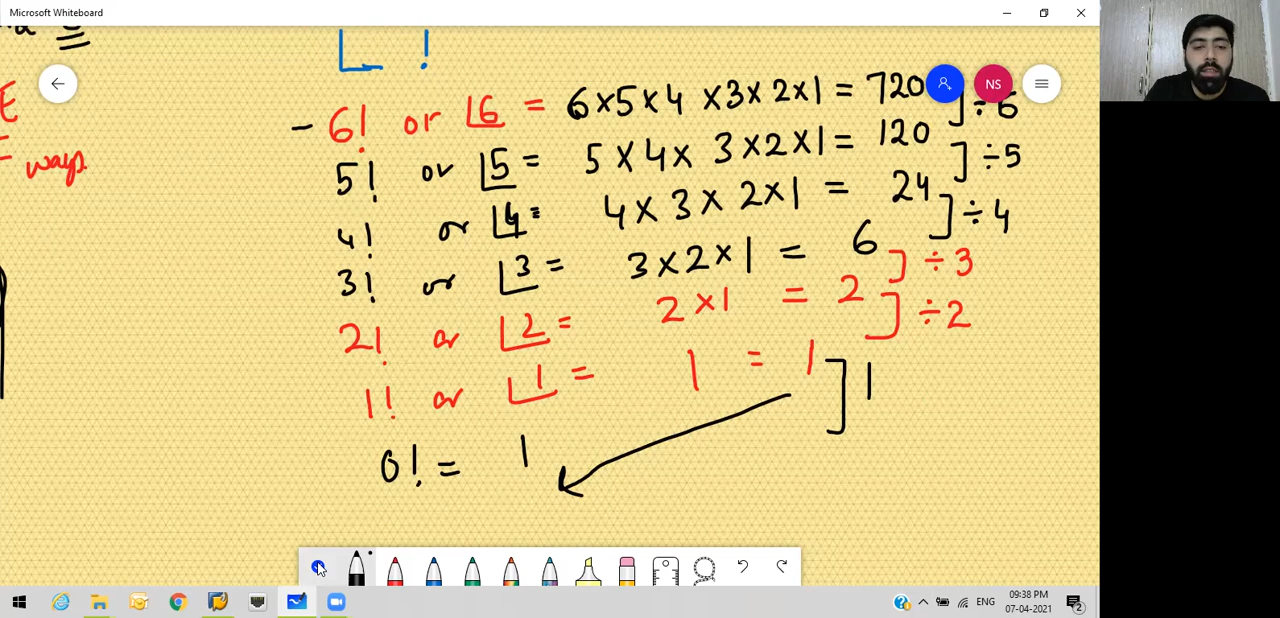 Microsoft Whiteboard
L !
NS
- 6! or ⌊6 = 6×5×4 ×3×2×1 = 720 ] ÷6
ways
5! or ⌊5 = 5×4×3×2×1 = 120 ] ÷5
4! or ⌊4 = 4×3×2×1 = 24 ] ÷4
3! or ⌊3 = 3×2×1 = 6 ] ÷3
2! or ⌊2 = 2×1 = 2 ] ÷2
1! or ⌊1 = 1 = 1 ] 1
0! = 1
ENG
09:38 PM
07-04-2021
2